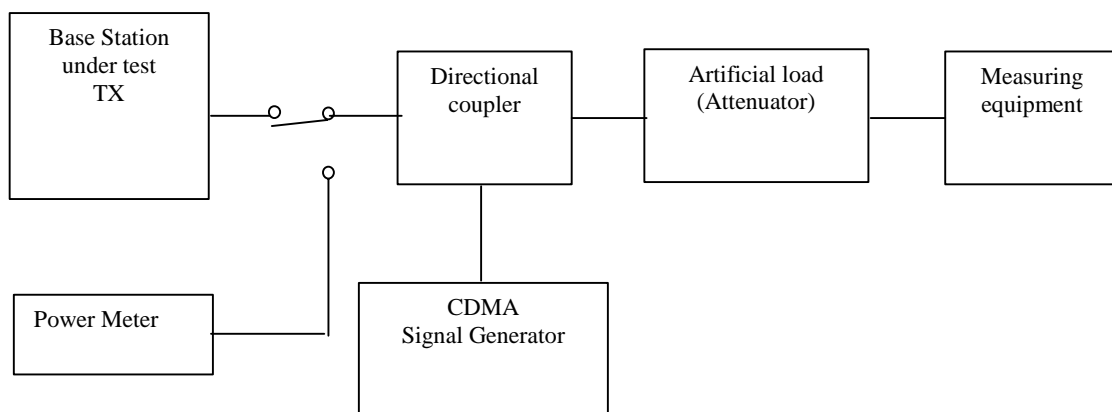 Base Station
under test
TX
Directional
coupler
Artificial load
(Attenuator)
Measuring
equipment
Power Meter
CDMA
Signal Generator